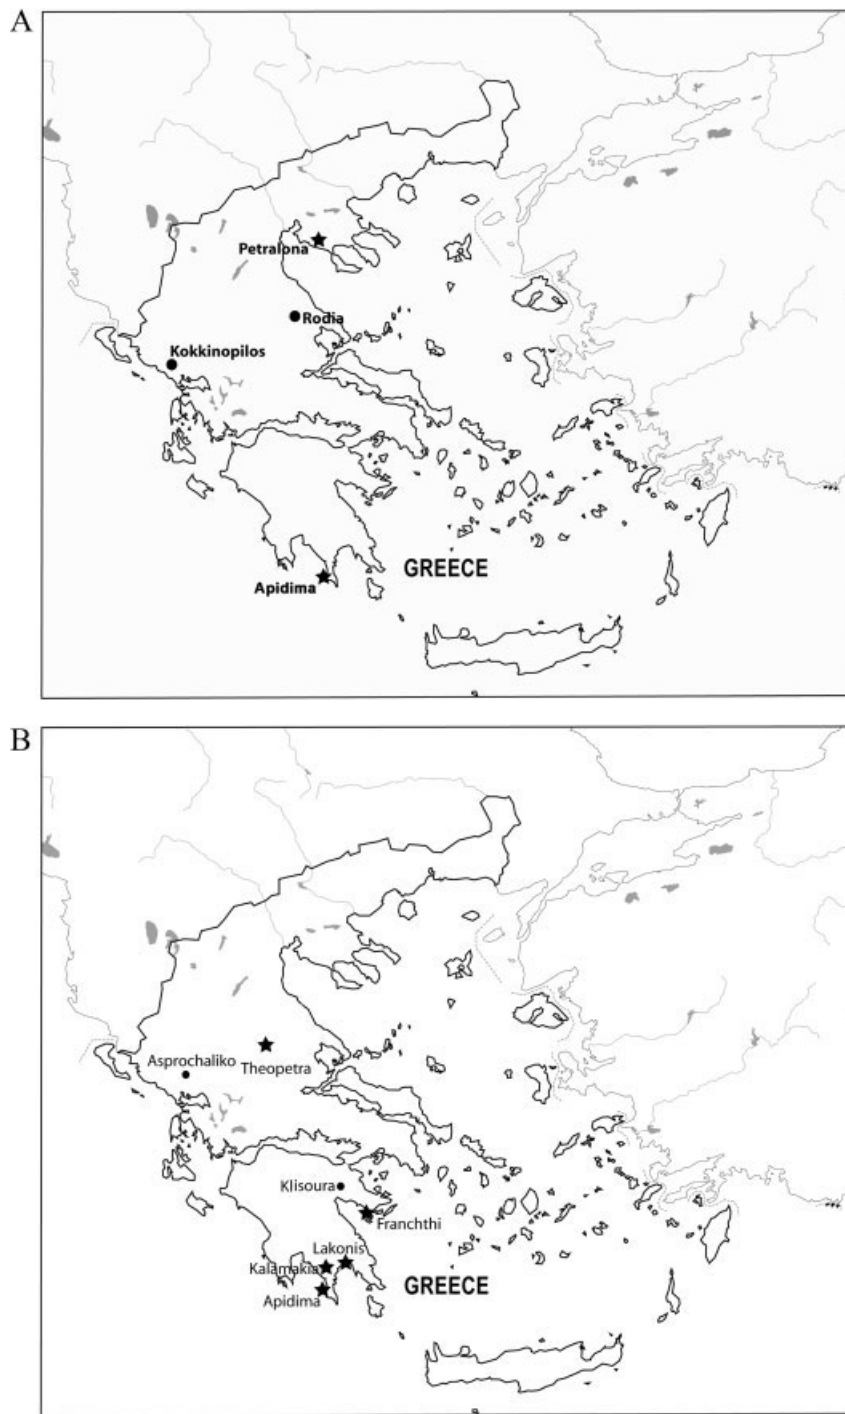 A
Petralona
Rodia
Kokkinopilos
Apidima
GREECE
B
Asprochaliko
Theopetra
Klisoura
Franchthi
Lakonis
Kalamakia
Apidima
GREECE